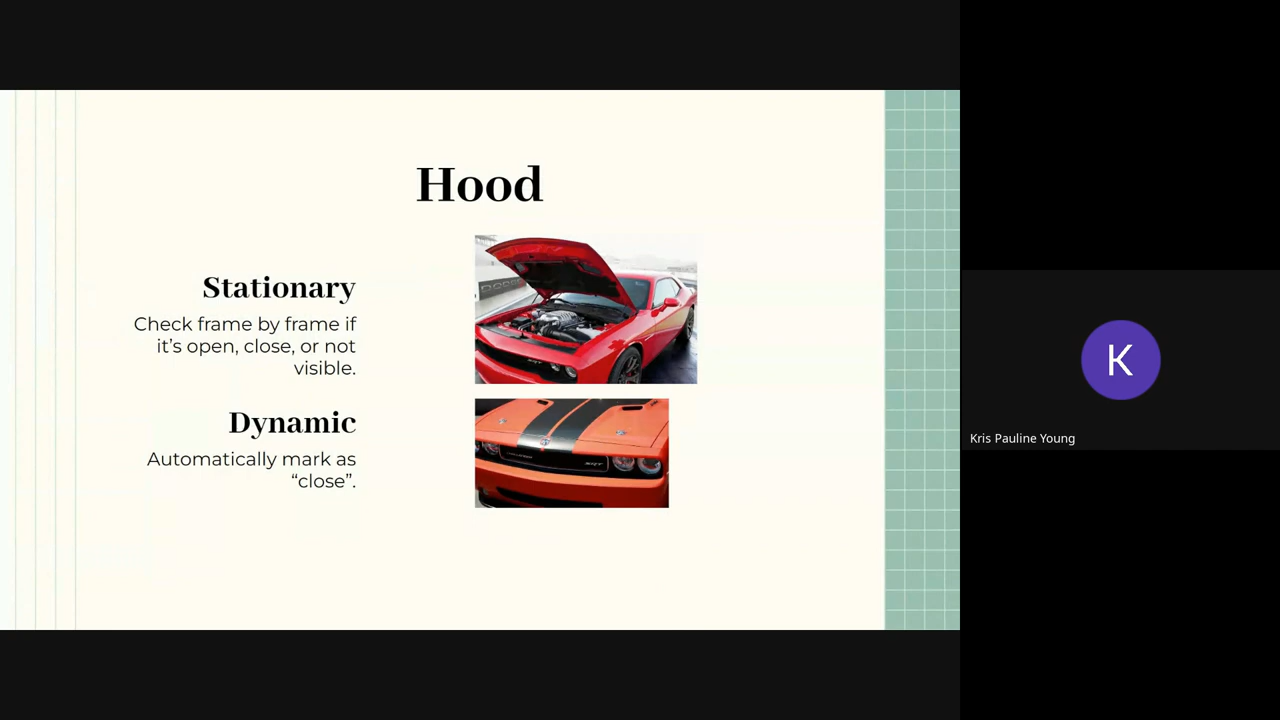 Hood
Stationary
Check frame by frame if
it’s open, close, or not
visible.
Dynamic
Automatically mark as
“close”.
K
Kris Pauline Young